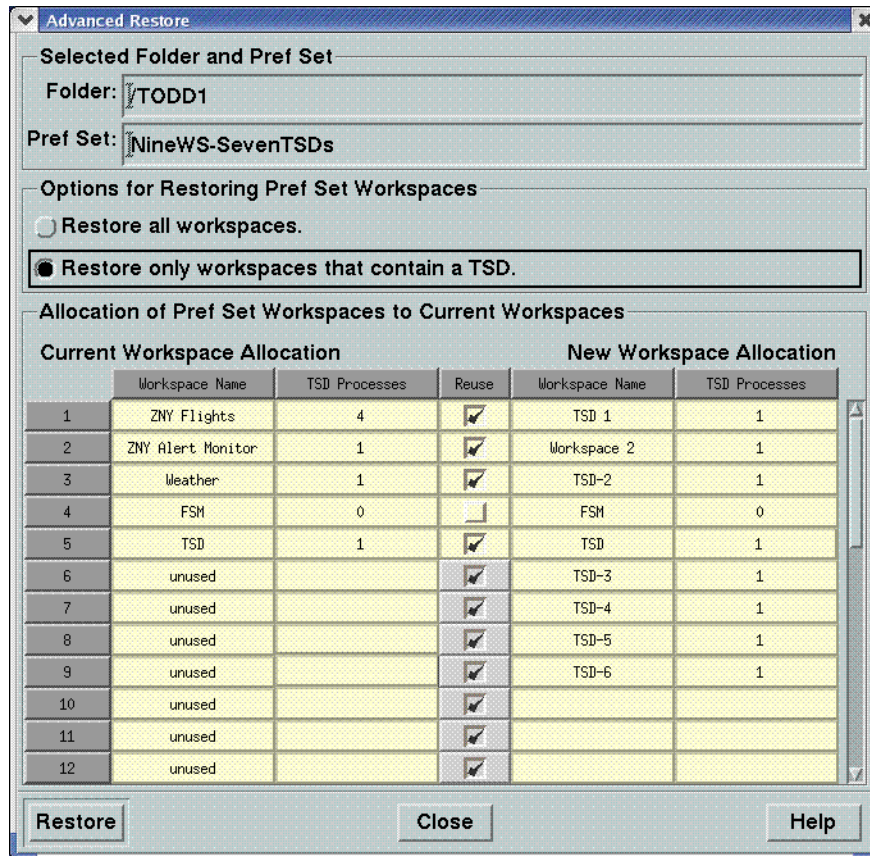 Advanced Restore
Selected Folder and Pref Set
Folder: /TODD1
Pref Set: NineWS-SevenTSDs
Options for Restoring Pref Set Workspaces
Restore all workspaces.
Restore only workspaces that contain a TSD.
Allocation of Pref Set Workspaces to Current Workspaces
Current Workspace Allocation New Workspace Allocation
Workspace Name TSD Processes Reuse Workspace Name TSD Processes
1 ZNY Flights 4 TSD 1 1
2 ZNY Alert Monitor 1 Workspace 2 1
3 Weather 1 TSD-2 1
4 FSM 0 FSM 0
5 TSD 1 TSD 1
6 unused TSD-3 1
7 unused TSD-4 1
8 unused TSD-5 1
9 unused TSD-6 1
10 unused
11 unused
12 unused
Restore Close Help